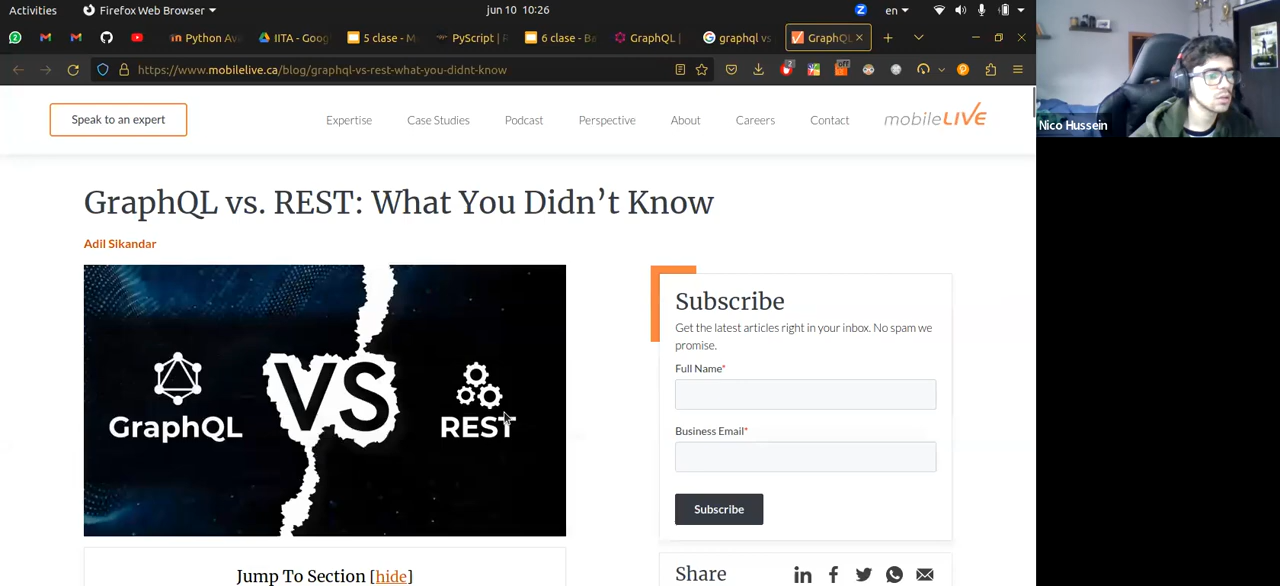 Activities
Firefox Web Browser
jun 10 10:26
Z
en
Python Ava
IITA - Goog
5 clase - M
PyScript | R
6 clase - Ba
GraphQL |
graphql vs
GraphQL
https://www.mobilelive.ca/blog/graphql-vs-rest-what-you-didnt-know
2
off
Speak to an expert
Expertise
Case Studies
Podcast
Perspective
About
Careers
Contact
mobileLIVE
Nico Hussein
GraphQL vs. REST: What You Didn’t Know
Adil Sikandar
GraphQL
VS
REST
Jump To Section [hide]
Subscribe
Get the latest articles right in your inbox. No spam we
promise.
Full Name*
Business Email*
Subscribe
Share